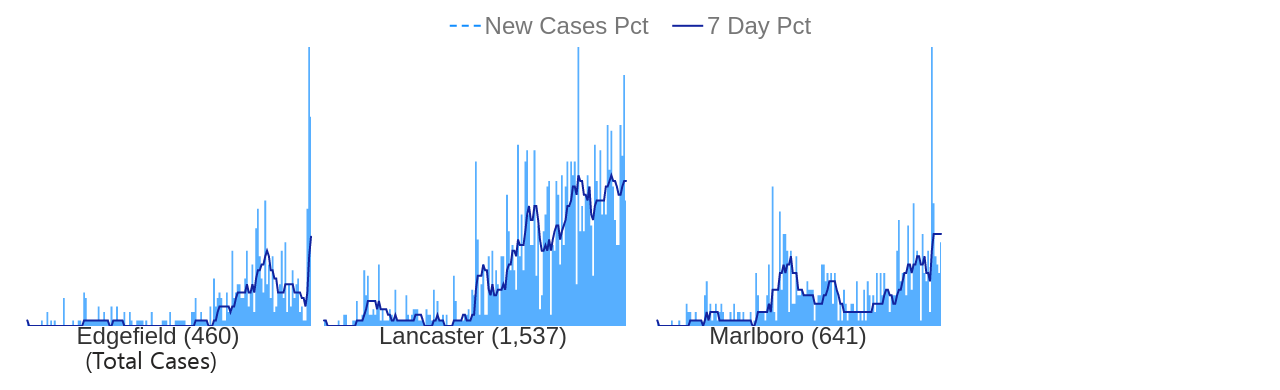 New Cases Pct 7 Day Pct
Edgefield (460) Lancaster (1,537) Marlboro (641)
(Total Cases)